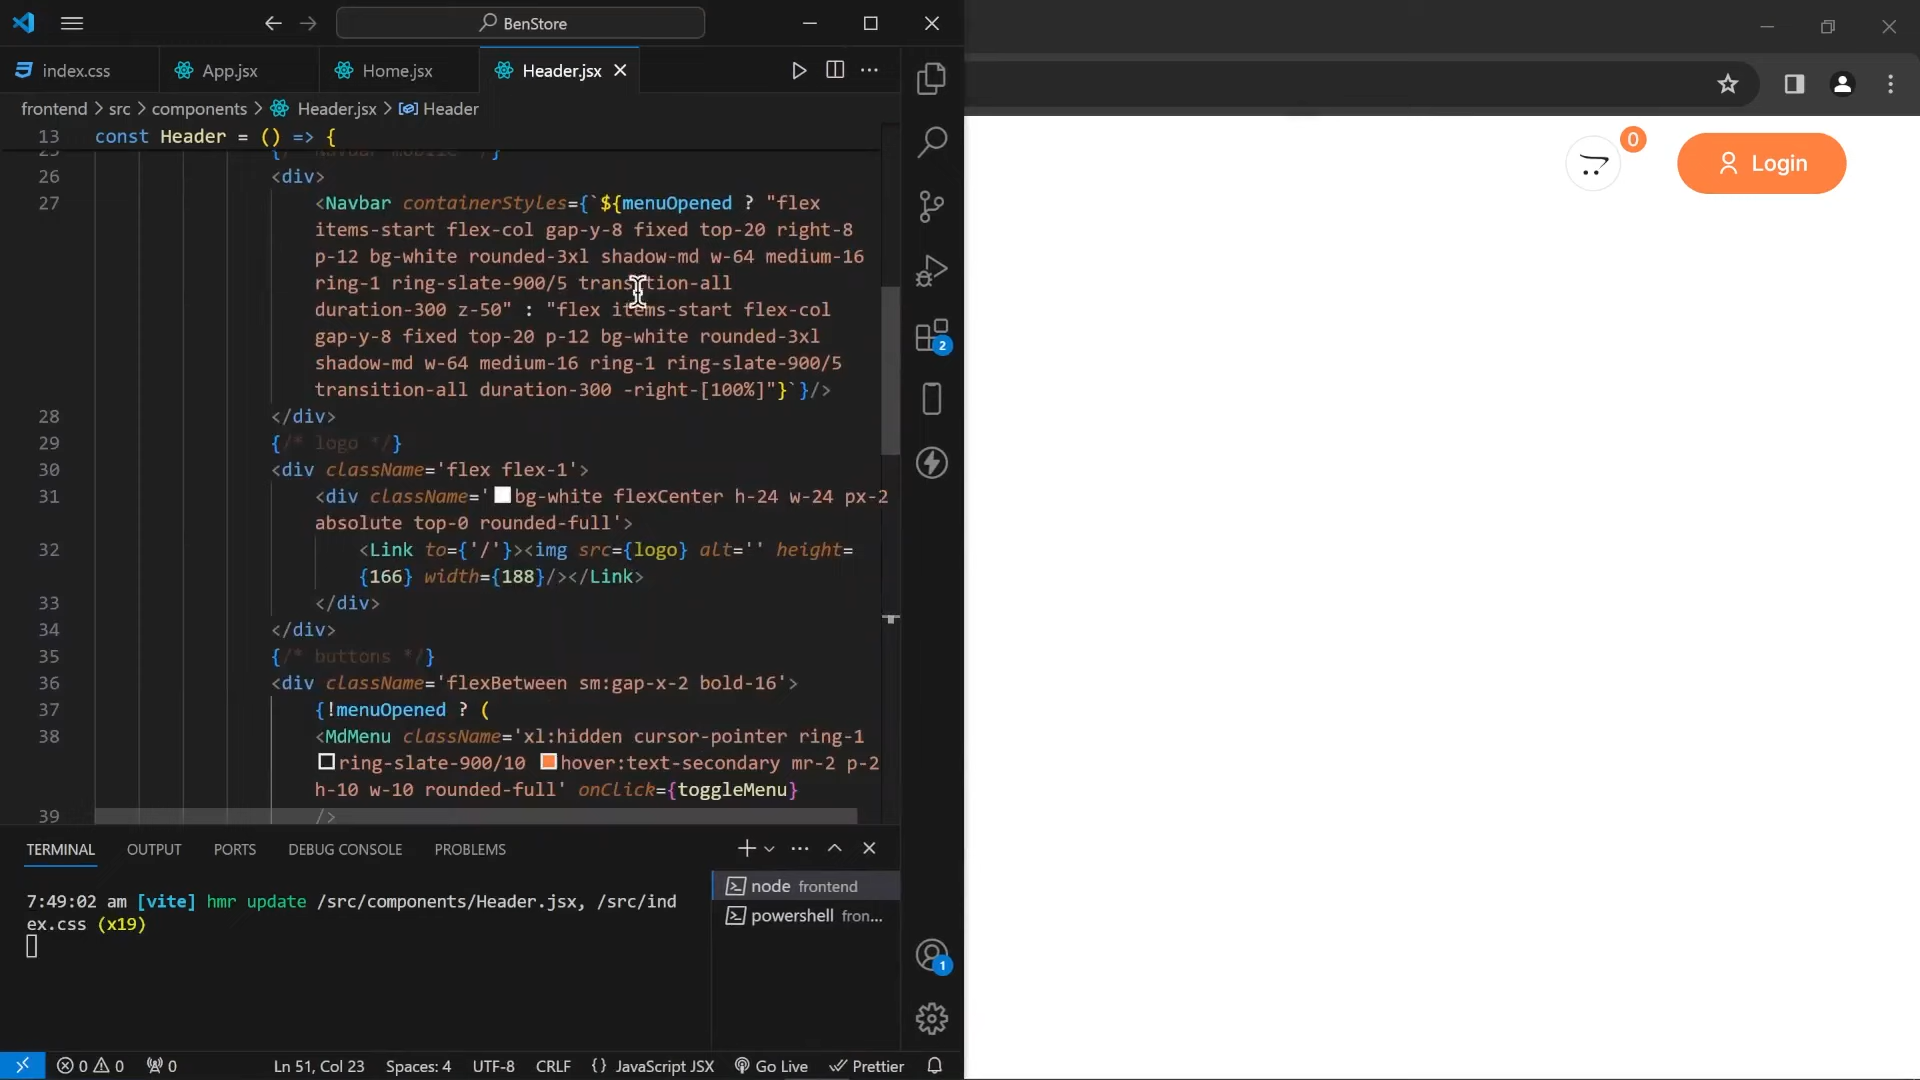 BenStore
index.css
App.jsx
Home.jsx
Header.jsx
frontend > src > components > Header.jsx > Header
13 const Header = () => {
25 {/* Navbar mobile */}
26 <div>
27 <Navbar containerStyles={`${menuOpened ? "flex
items-start flex-col gap-y-8 fixed top-20 right-8
p-12 bg-white rounded-3xl shadow-md w-64 medium-16
ring-1 ring-slate-900/5 transition-all
duration-300 z-50" : "flex items-start flex-col
gap-y-8 fixed top-20 p-12 bg-white rounded-3xl
shadow-md w-64 medium-16 ring-1 ring-slate-900/5
transition-all duration-300 -right-[100%]"}`}/>
28 </div>
29 {/* logo */}
30 <div className='flex flex-1'>
31 <div className='bg-white flexCenter h-24 w-24 px-2
absolute top-0 rounded-full'>
32 <Link to={'/'}><img src={logo} alt='' height=
{166} width={188}/></Link>
33 </div>
34 </div>
35 {/* buttons */}
36 <div className='flexBetween sm:gap-x-2 bold-16'>
37 {!menuOpened ? (
38 <MdMenu className='xl:hidden cursor-pointer ring-1
ring-slate-900/10 hover:text-secondary mr-2 p-2
h-10 w-10 rounded-full' onClick={toggleMenu}
39 />
2
1
TERMINAL
OUTPUT
PORTS
DEBUG CONSOLE
PROBLEMS
7:49:02 am [vite] hmr update /src/components/Header.jsx, /src/ind
ex.css (x19)
node frontend
powershell fron...
0 0
0
Ln 51, Col 23
Spaces: 4
UTF-8
CRLF
{} JavaScript JSX
Go Live
Prettier
0
Login